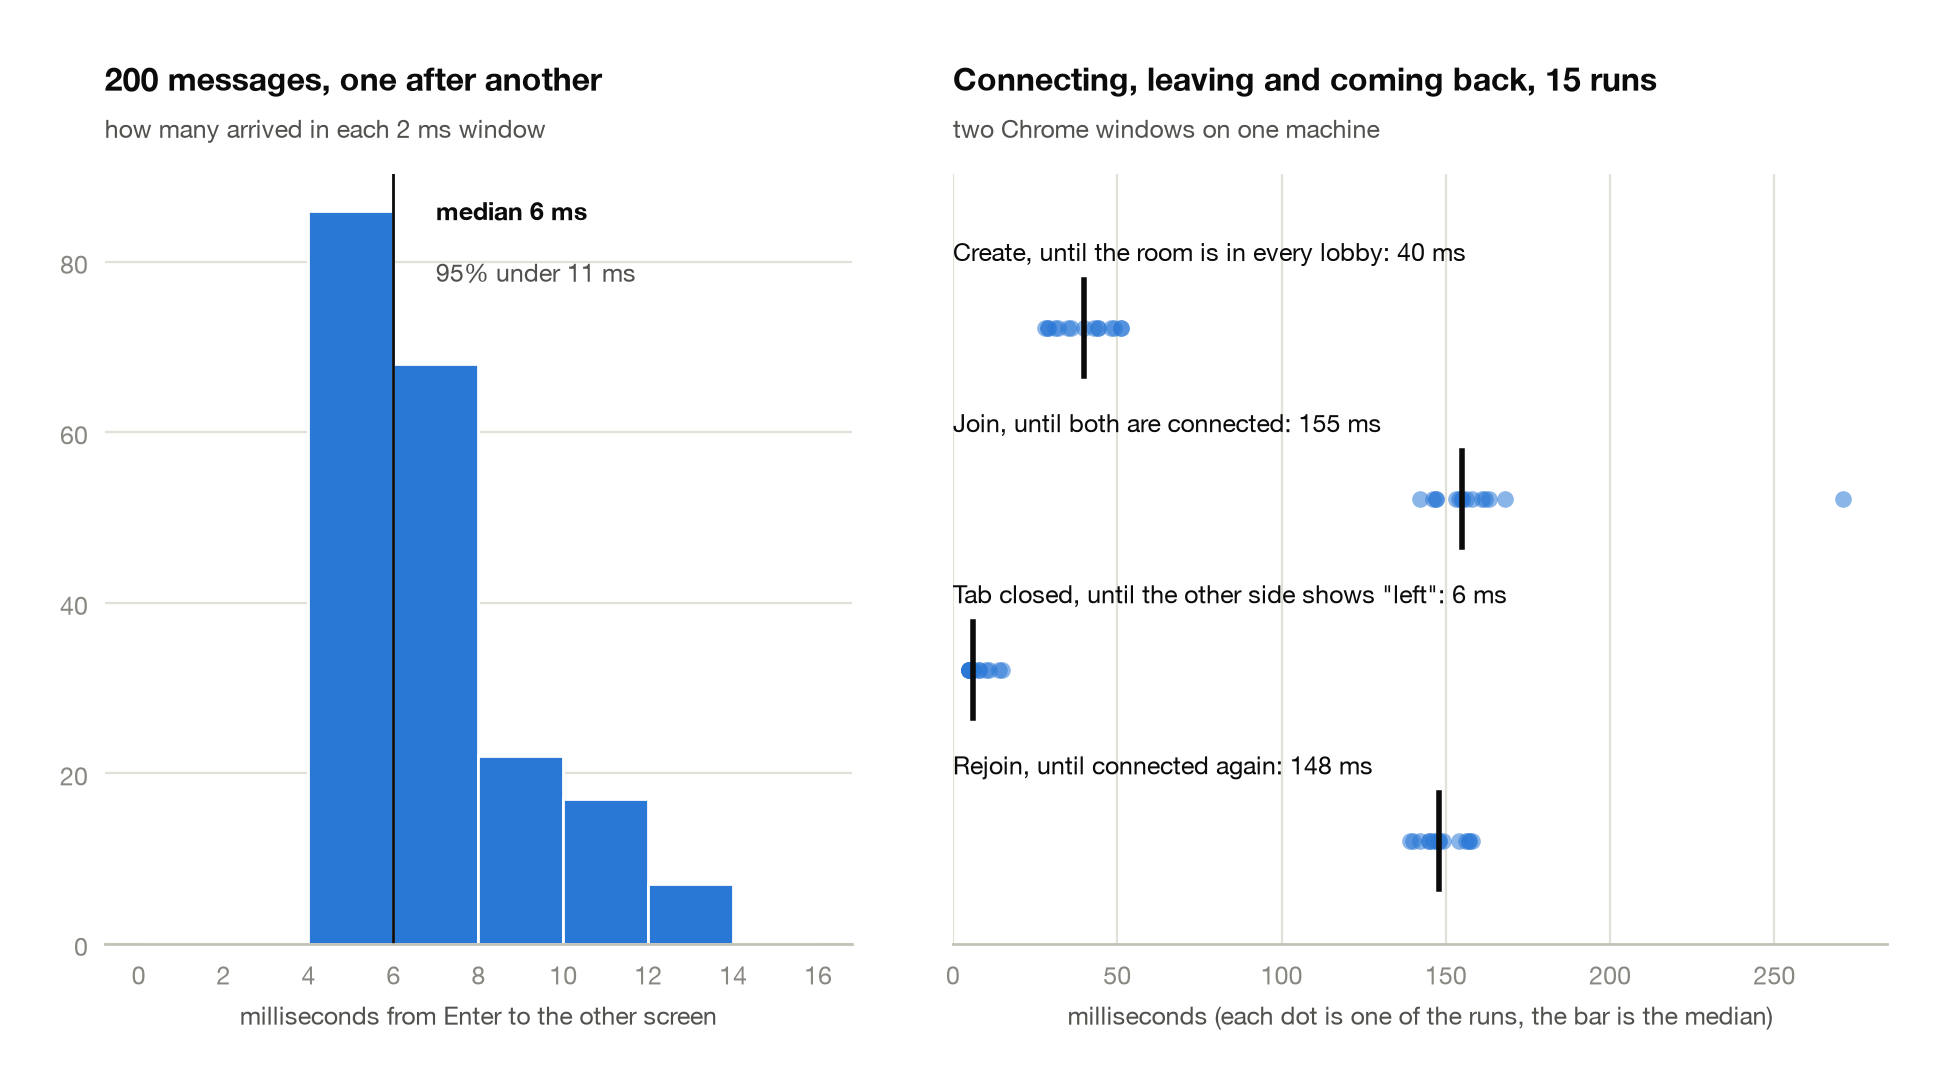 200 messages, one after another
how many arrived in each 2 ms window
median 6 ms
95% under 11 ms
80
60
40
20
0
0 2 4 6 8 10 12 14 16
milliseconds from Enter to the other screen
Connecting, leaving and coming back, 15 runs
two Chrome windows on one machine
Create, until the room is in every lobby: 40 ms
Join, until both are connected: 155 ms
Tab closed, until the other side shows "left": 6 ms
Rejoin, until connected again: 148 ms
0 50 100 150 200 250
milliseconds (each dot is one of the runs, the bar is the median)